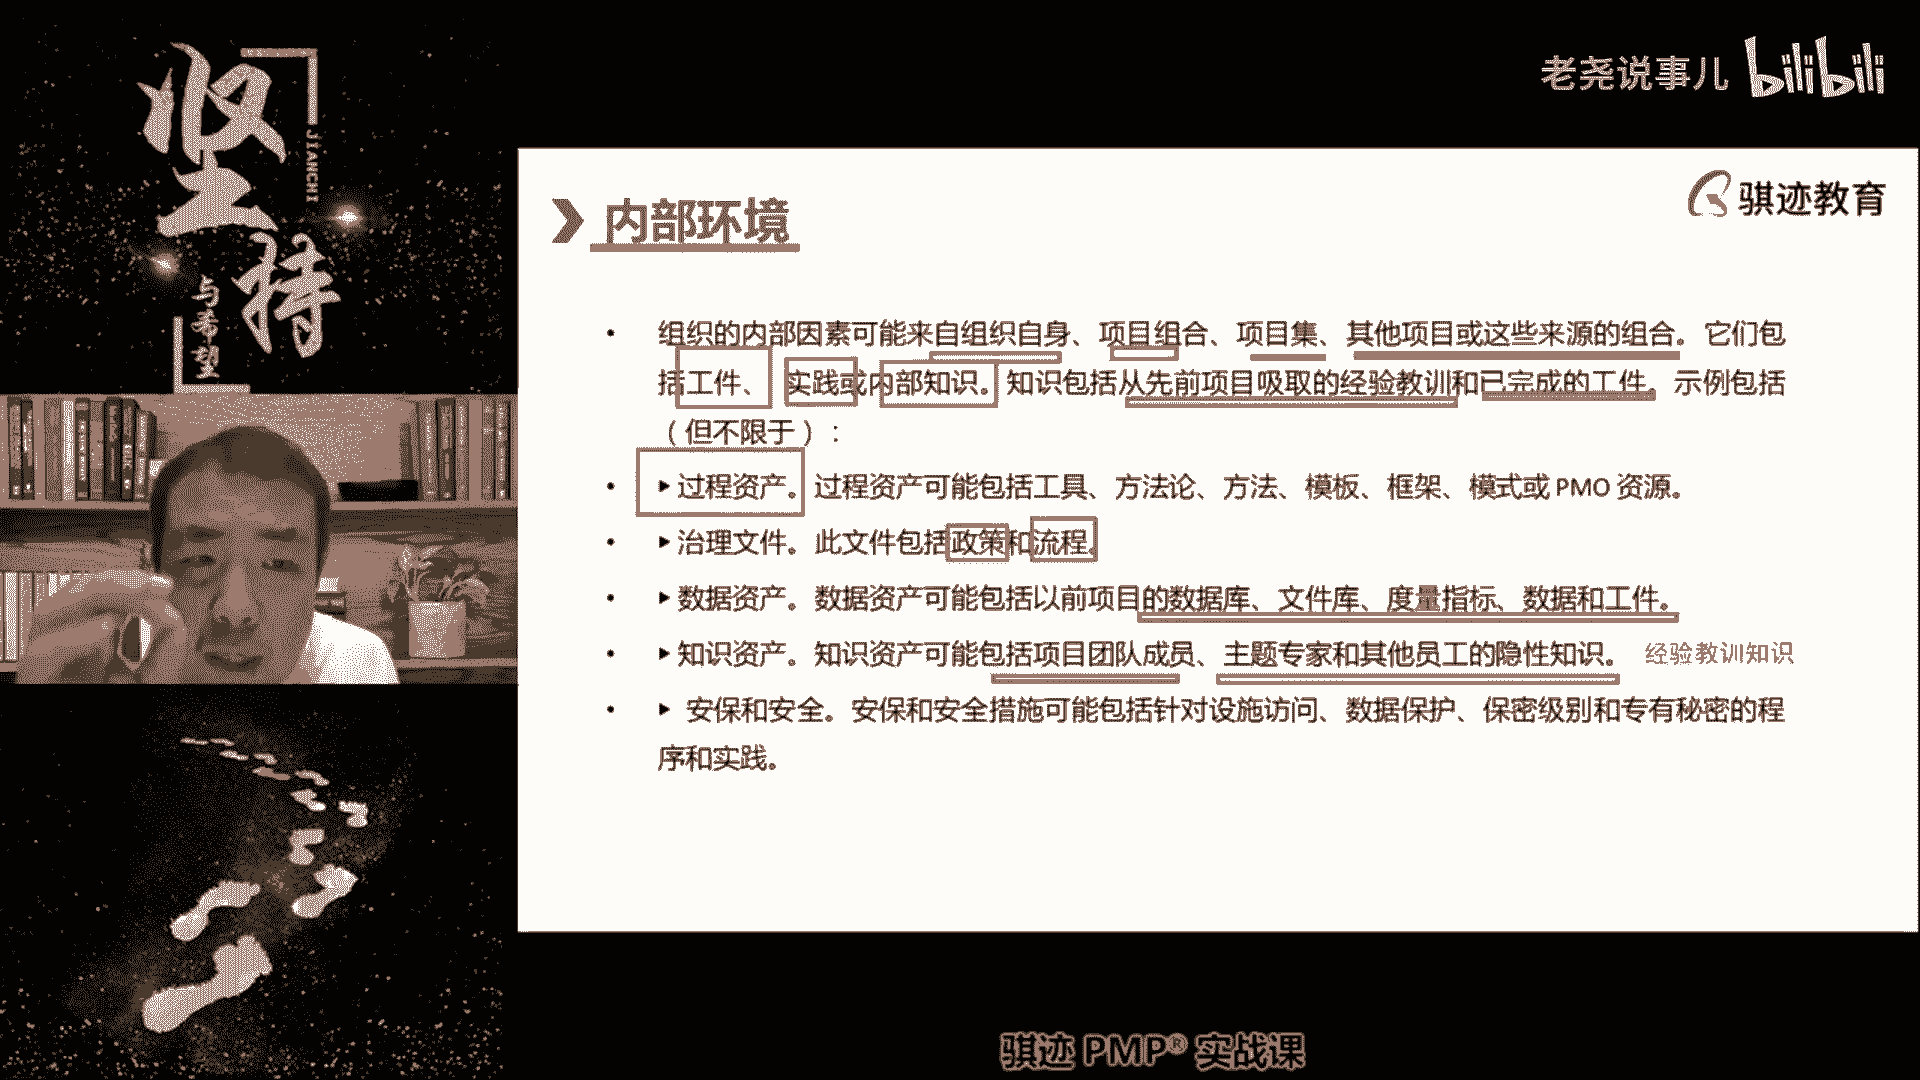 坚持
JIANCHI
与希望
老尧说事儿 bilibili
骐迹教育
内部环境
• 组织的内部因素可能来自组织自身、项目组合、项目集、其他项目或这些来源的组合。它们包
括工件、实践或内部知识。知识包括从先前项目吸取的经验教训和已完成的工件。示例包括
（但不限于）：
• ▶过程资产。过程资产可能包括工具、方法论、方法、模板、框架、模式或 PMO 资源。
• ▶治理文件。此文件包括政策和流程。
• ▶数据资产。数据资产可能包括以前项目的数据库、文件库、度量指标、数据和工件。
• ▶知识资产。知识资产可能包括项目团队成员、主题专家和其他员工的隐性知识。 经验教训知识
• ▶ 安保和安全。安保和安全措施可能包括针对设施访问、数据保护、保密级别和专有秘密的程
序和实践。
骐迹 PMP® 实战课